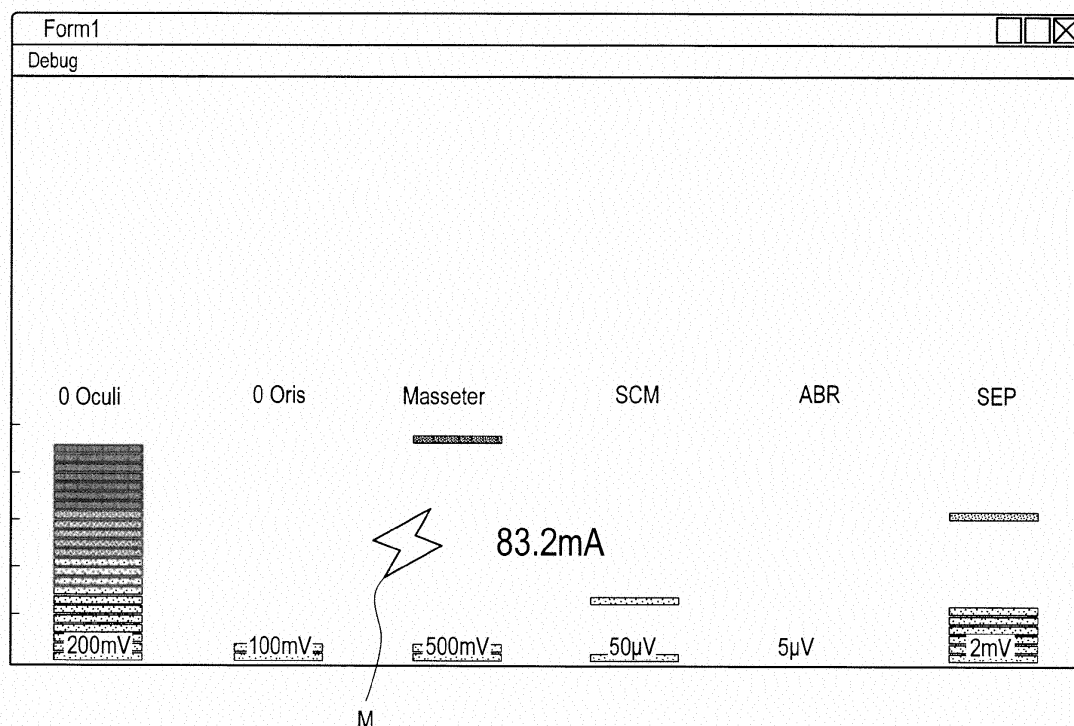 Form1
Debug
0 Oculi 0 Oris Masseter SCM ABR SEP
83.2mA
200mV 100mV 500mV 50µV 5µV 2mV
M